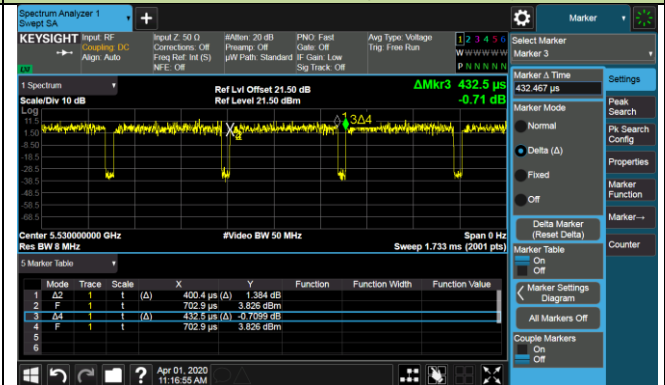 Spectrum Analyzer 1
Swept SA
+
Marker
KEYSIGHT
Input: RF
Coupling: DC
Align: Auto
Input Z: 50 Ω
Corrections: Off
Freq Ref: Int (S)
NFE: Off
#Atten: 20 dB
Preamp: Off
µW Path: Standard
PNO: Fast
Gate: Off
IF Gain: Low
Sig Track: Off
Avg Type: Voltage
Trig: Free Run
1 2 3 4 5 6
W W W W W W
P N N N N N
Select Marker
Marker 3
1 Spectrum
Scale/Div 10 dB
Ref Lvl Offset 21.50 dB
Ref Level 21.50 dBm
ΔMkr3 432.5 µs
-0.71 dB
Log
11.5
1.50
-8.50
-18.5
-28.5
-38.5
-48.5
-58.5
-68.5
3Δ4
Center 5.530000000 GHz
Res BW 8 MHz
#Video BW 50 MHz
Span 0 Hz
Sweep 1.733 ms (2001 pts)
5 Marker Table
Mode Trace Scale X Y Function Function Width Function Value
1 Δ2 1 t (Δ) 400.4 µs (Δ) 1.384 dB
2 F 1 t 702.9 µs 3.826 dBm
3 Δ4 1 t (Δ) 432.5 µs (Δ) -0.7099 dB
4 F 1 t 702.9 µs 3.826 dBm
5
6
Marker Δ Time
432.467 µs
Marker Mode
Normal
Delta (Δ)
Fixed
Off
Delta Marker
(Reset Delta)
Marker Table
On
Off
Marker Settings
Diagram
All Markers Off
Couple Markers
On
Off
Settings
Peak
Search
Pk Search
Config
Properties
Marker
Function
Marker→
Counter
?
Apr 01, 2020
11:16:55 AM